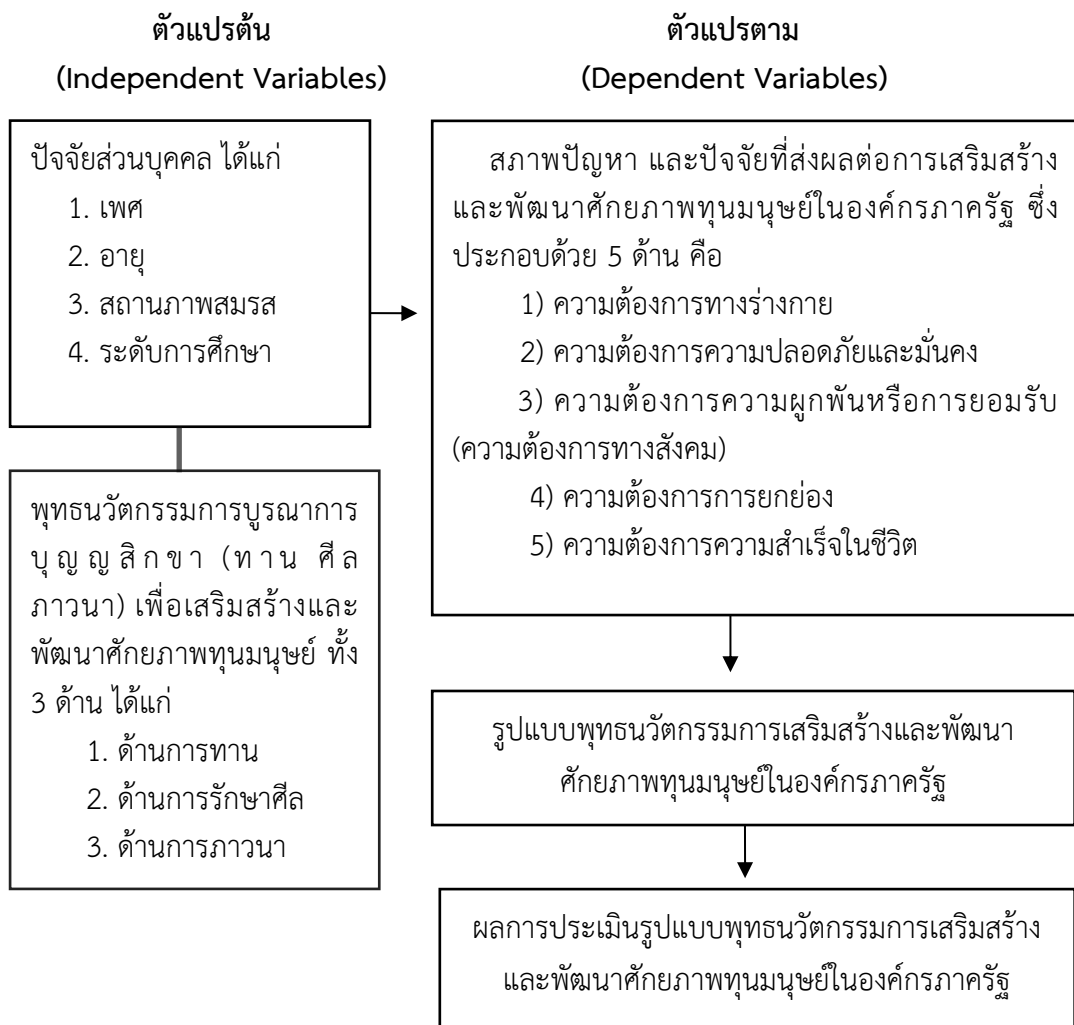 ตัวแปรต้น
(Independent Variables)
ปัจจัยส่วนบุคคล ได้แก่
1. เพศ
2. อายุ
3. สถานภาพสมรส
4. ระดับการศึกษา
พุทธนวัตกรรมการบูรณาการ
บุญญสิกขา (ทาน ศีล
ภาวนา) เพื่อเสริมสร้างและ
พัฒนาศักยภาพทุนมนุษย์ ทั้ง
3 ด้าน ได้แก่
1. ด้านการทาน
2. ด้านการรักษาศีล
3. ด้านการภาวนา
ตัวแปรตาม
(Dependent Variables)
สภาพปัญหา และปัจจัยที่ส่งผลต่อการเสริมสร้าง
และพัฒนาศักยภาพทุนมนุษย์ในองค์กรภาครัฐ ซึ่ง
ประกอบด้วย 5 ด้าน คือ
1) ความต้องการทางร่างกาย
2) ความต้องการความปลอดภัยและมั่นคง
3) ความต้องการความผูกพันหรือการยอมรับ
(ความต้องการทางสังคม)
4) ความต้องการการยกย่อง
5) ความต้องการความสำเร็จในชีวิต
รูปแบบพุทธนวัตกรรมการเสริมสร้างและพัฒนา
ศักยภาพทุนมนุษย์ในองค์กรภาครัฐ
ผลการประเมินรูปแบบพุทธนวัตกรรมการเสริมสร้าง
และพัฒนาศักยภาพทุนมนุษย์ในองค์กรภาครัฐ